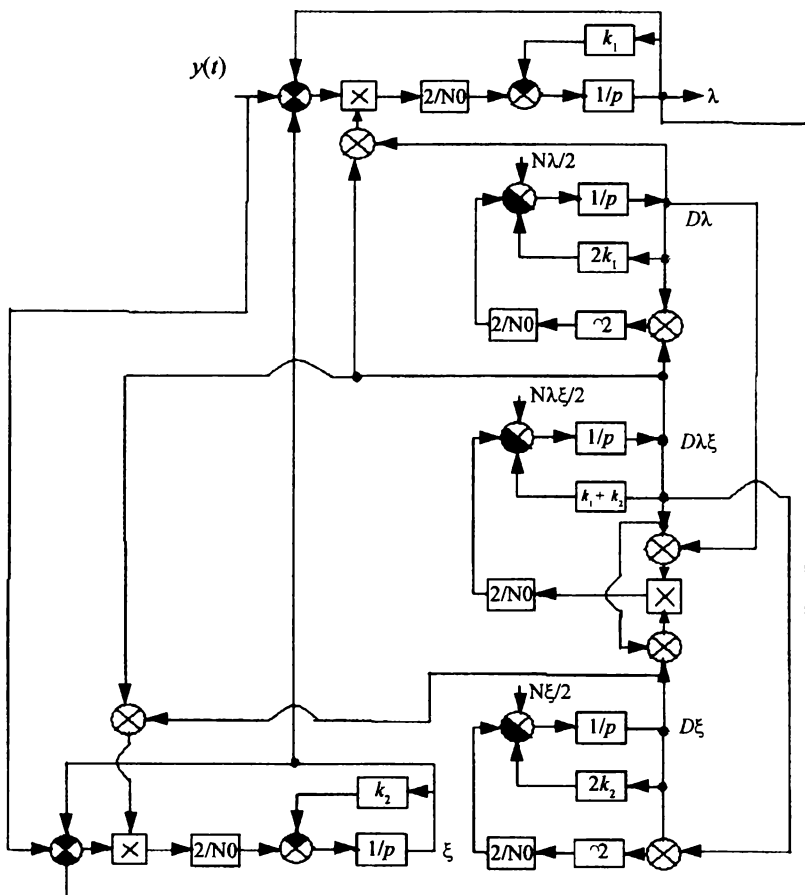 k₁
y(t)
× 2/N0 1/p λ
Nλ/2
1/p
Dλ
2k₁
2/N0 ⌢2
Nλξ/2
1/p Dλξ
k₁ + k₂
2/N0 ×
Nξ/2
1/p Dξ
2k₂
k₂
× 2/N0 1/p ξ
2/N0 ⌢2